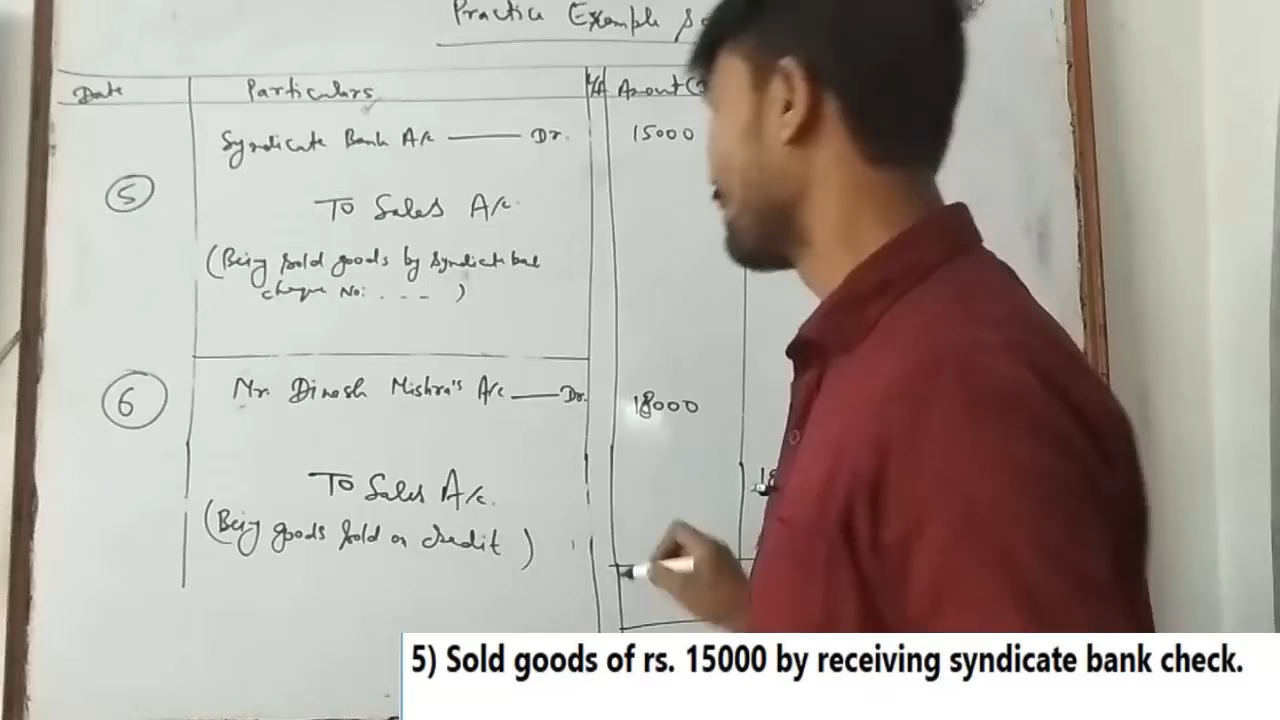 Practice Example
Date Particulars L/f Amount (
Syndicate Bank A/c —— Dr. 15000
5
To Sales A/c.
(Being sold goods by syndicate
cheque No: . - - - )
Mr. Dinesh Mishra's A/c —— Dr. 18000
6
18
To Sales A/c.
(Being goods sold on credit )
5) Sold goods of rs. 15000 by receiving syndicate bank check.